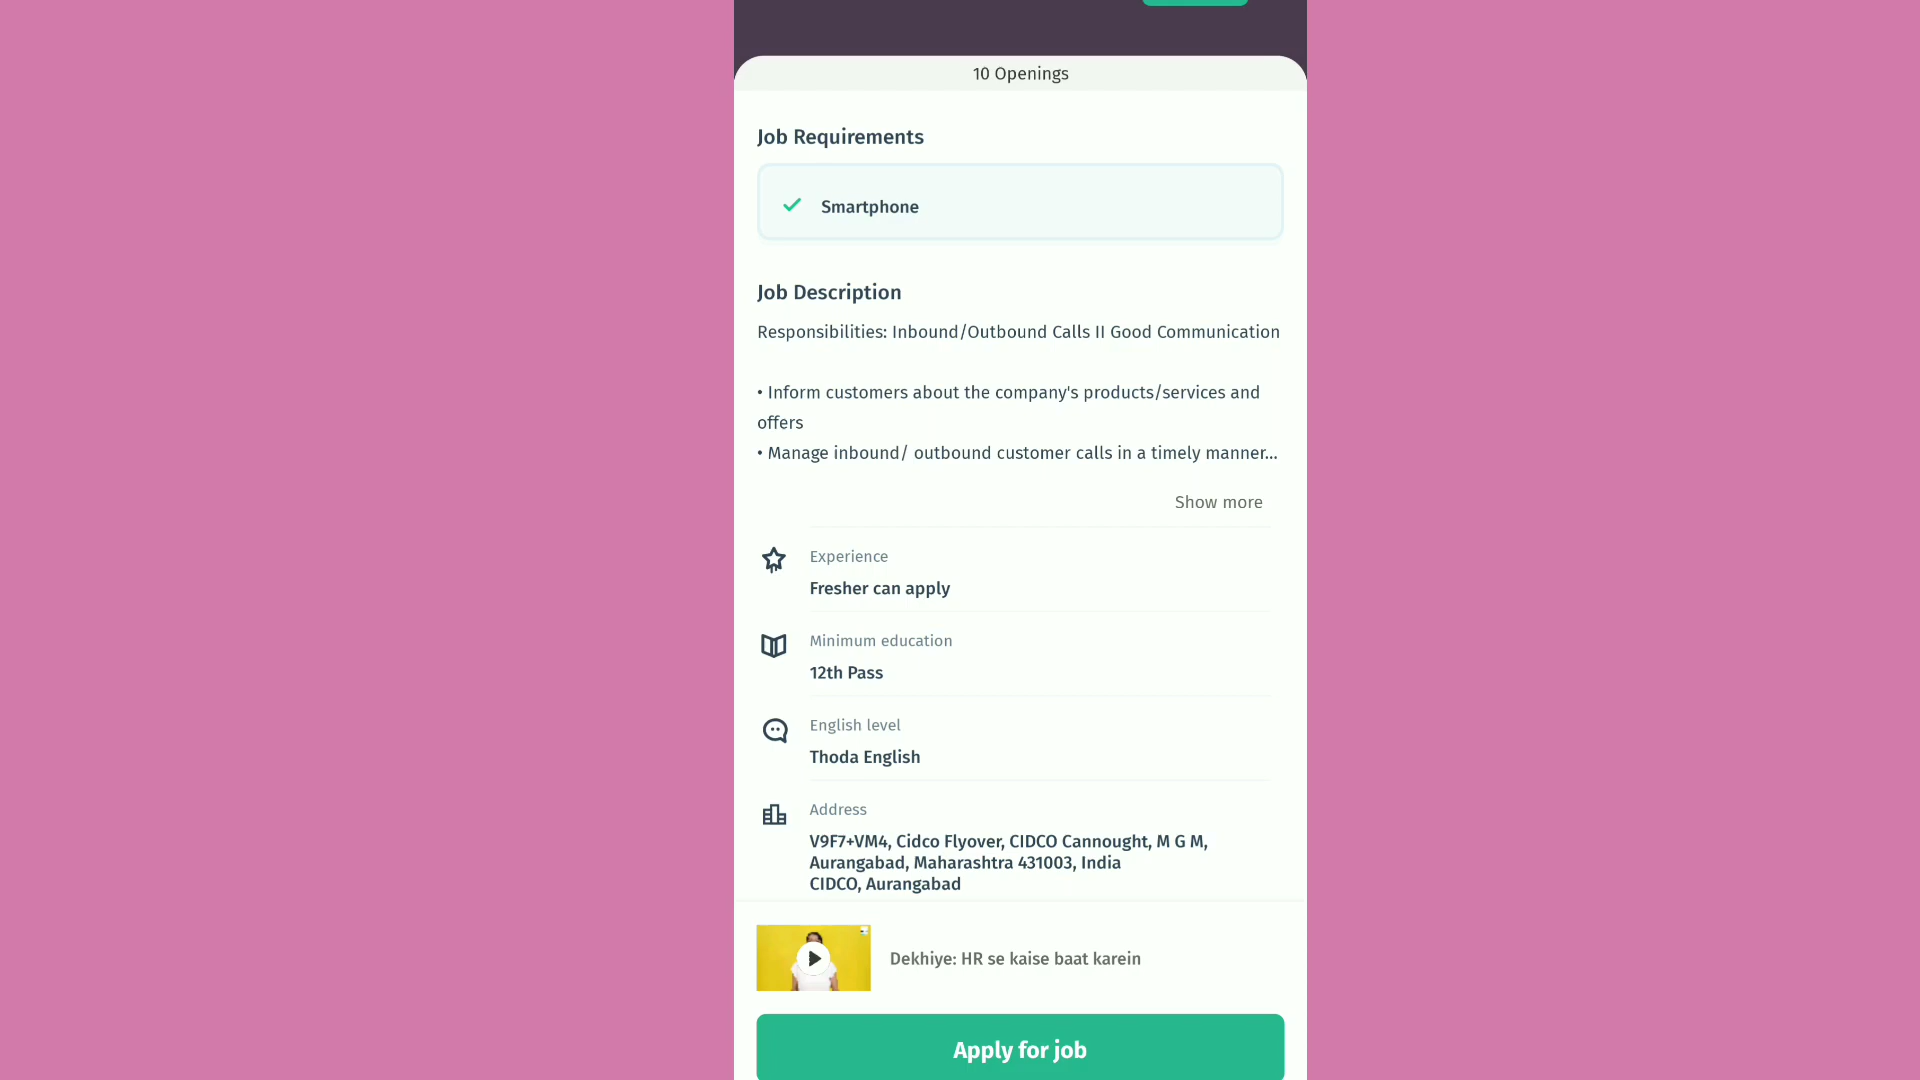 10 Openings
Job Requirements
Smartphone
Job Description
Responsibilities: Inbound/Outbound Calls II Good Communication
• Inform customers about the company's products/services and
offers
• Manage inbound/ outbound customer calls in a timely manner...
Show more
Experience
Fresher can apply
Minimum education
12th Pass
English level
Thoda English
Address
V9F7+VM4, Cidco Flyover, CIDCO Cannought, M G M,
Aurangabad, Maharashtra 431003, India
CIDCO, Aurangabad
Dekhiye: HR se kaise baat karein
Apply for job